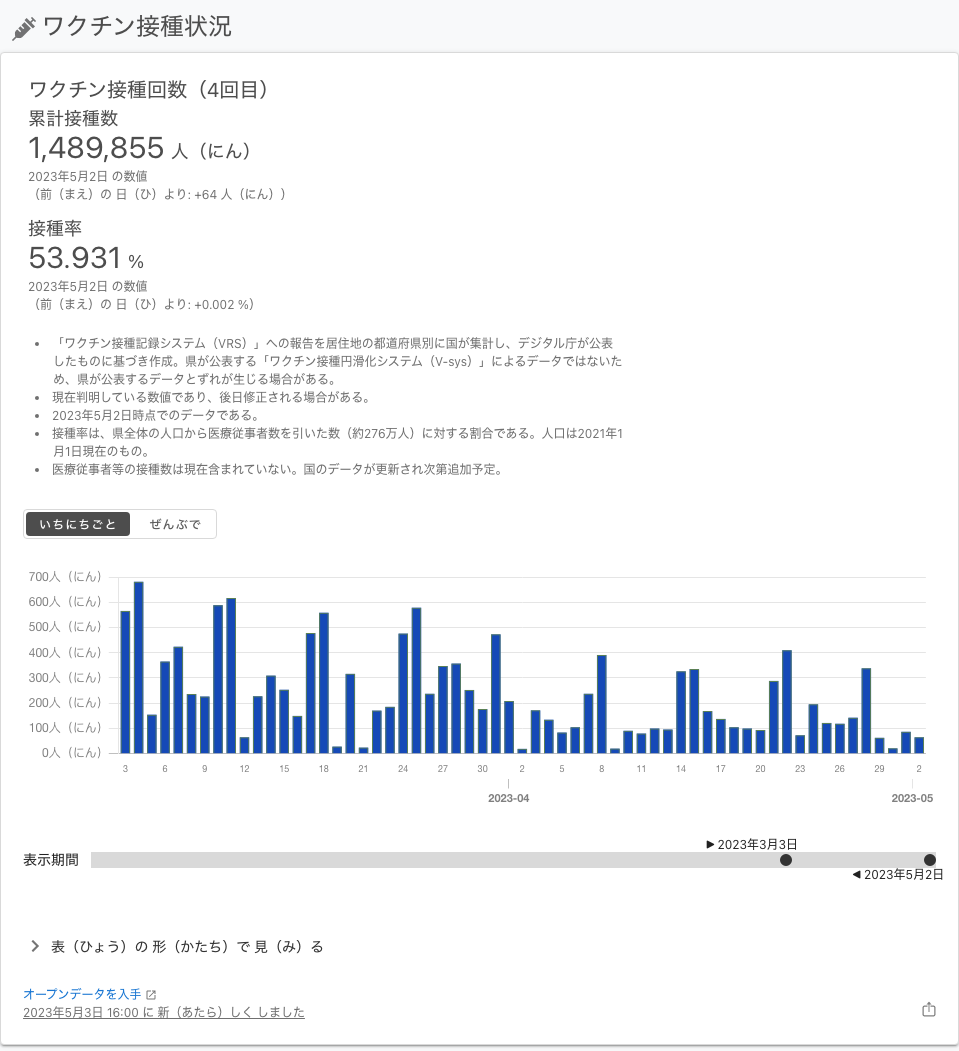 ワクチン接種状況
ワクチン接種回数（4回目）
累計接種数
1,489,855 人（にん）
2023年5月2日 の数値
（前（まえ）の 日（ひ）より: +64 人（にん））
接種率
53.931 %
2023年5月2日 の数値
（前（まえ）の 日（ひ）より: +0.002 %）
「ワクチン接種記録システム（VRS）」への報告を居住地の都道府県別に国が集計し、デジタル庁が公表
したものに基づき作成。県が公表する「ワクチン接種円滑化システム（V-sys）」によるデータではないた
め、県が公表するデータとずれが生じる場合がある。
現在判明している数値であり、後日修正される場合がある。
2023年5月2日時点でのデータである。
接種率は、県全体の人口から医療従事者数を引いた数（約276万人）に対する割合である。人口は2021年1
月1日現在のもの。
医療従事者等の接種数は現在含まれていない。国のデータが更新され次第追加予定。
いちにちごと ぜんぶで
700人（にん）
600人（にん）
500人（にん）
400人（にん）
300人（にん）
200人（にん）
100人（にん）
0人（にん）
3 6 9 12 15 18 21 24 27 30 2 5 8 11 14 17 20 23 26 29 2
2023-04 2023-05
▶ 2023年3月3日
表示期間
◀ 2023年5月2日
表（ひょう）の 形（かたち）で 見（み）る
オープンデータを入手
2023年5月3日 16:00 に 新（あたら）しく しました